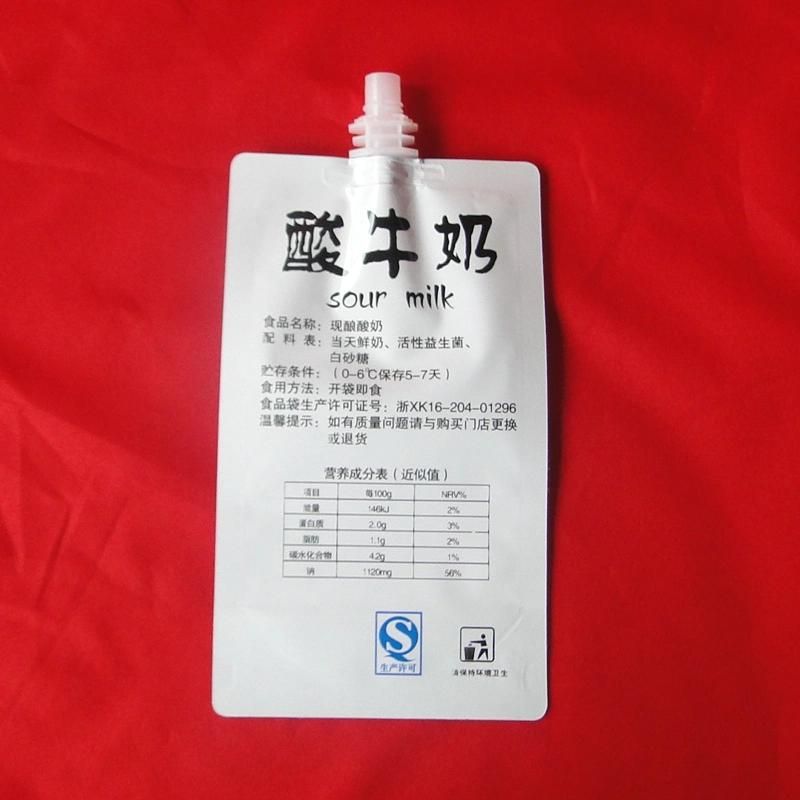 酸牛奶
sour milk
食品名称：现酿酸奶
配 料 表：当天鲜奶、活性益生菌、
白砂糖
贮存条件：（0-6℃保存5-7天）
食用方法：开袋即食
食品袋生产许可证号：浙XK16-204-01296
温馨提示：如有质量问题请与购买门店更换
或退货
营养成分表（近似值）
项目 每100g NRV%
能量 146kJ 2%
蛋白质 2.0g 3%
脂肪 1.1g 2%
碳水化合物 4.2g 1%
钠 1120mg 56%
生产许可
请保持环境卫生